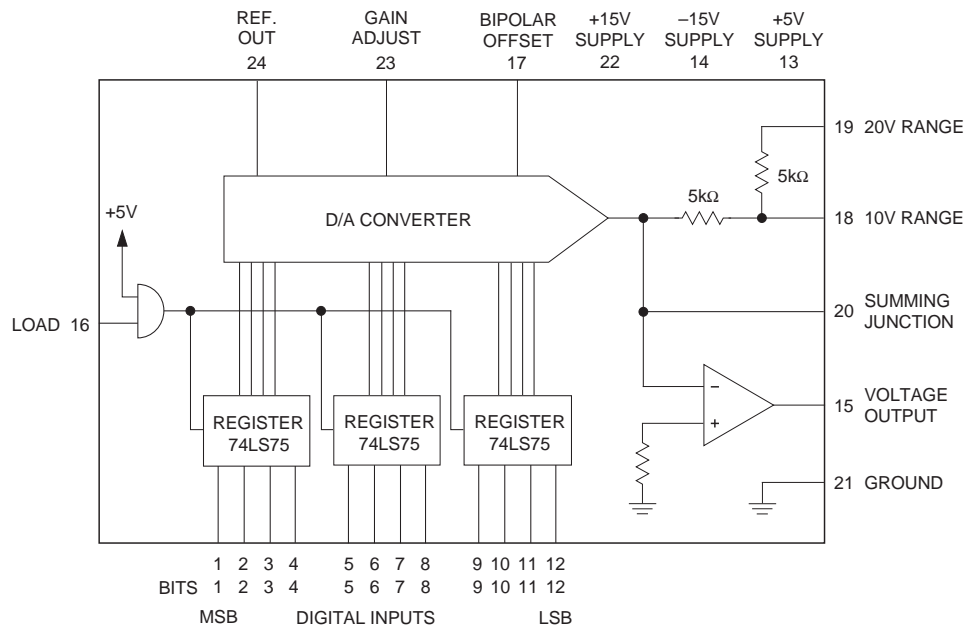 REF. OUT 24
GAIN ADJUST 23
BIPOLAR OFFSET 17
+15V SUPPLY 22
–15V SUPPLY 14
+5V SUPPLY 13
19 20V RANGE
5kΩ
5kΩ
18 10V RANGE
D/A CONVERTER
+5V
LOAD 16
20 SUMMING JUNCTION
REGISTER 74LS75
REGISTER 74LS75
REGISTER 74LS75
–
+
15 VOLTAGE OUTPUT
21 GROUND
1 2 3 4 5 6 7 8 9 10 11 12
BITS 1 2 3 4 5 6 7 8 9 10 11 12
MSB DIGITAL INPUTS LSB